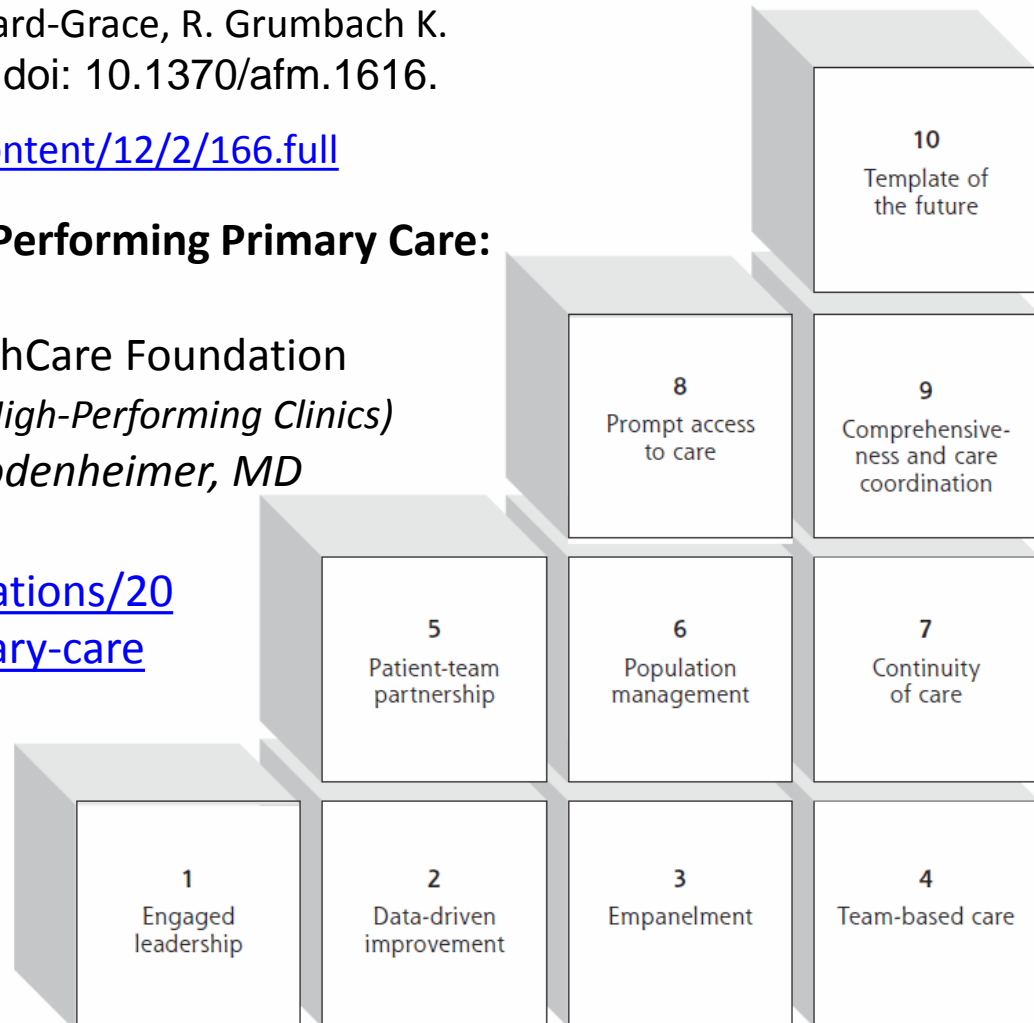 ard-Grace, R. Grumbach K.
doi: 10.1370/afm.1616.
ntent/12/2/166.full
Performing Primary Care:
hCare Foundation
High-Performing Clinics)
odenheimer, MD
ations/20
ary-care
10
Template of
the future
8
Prompt access
to care
9
Comprehensive-
ness and care
coordination
5
Patient-team
partnership
6
Population
management
7
Continuity
of care
1
Engaged
leadership
2
Data-driven
improvement
3
Empanelment
4
Team-based care